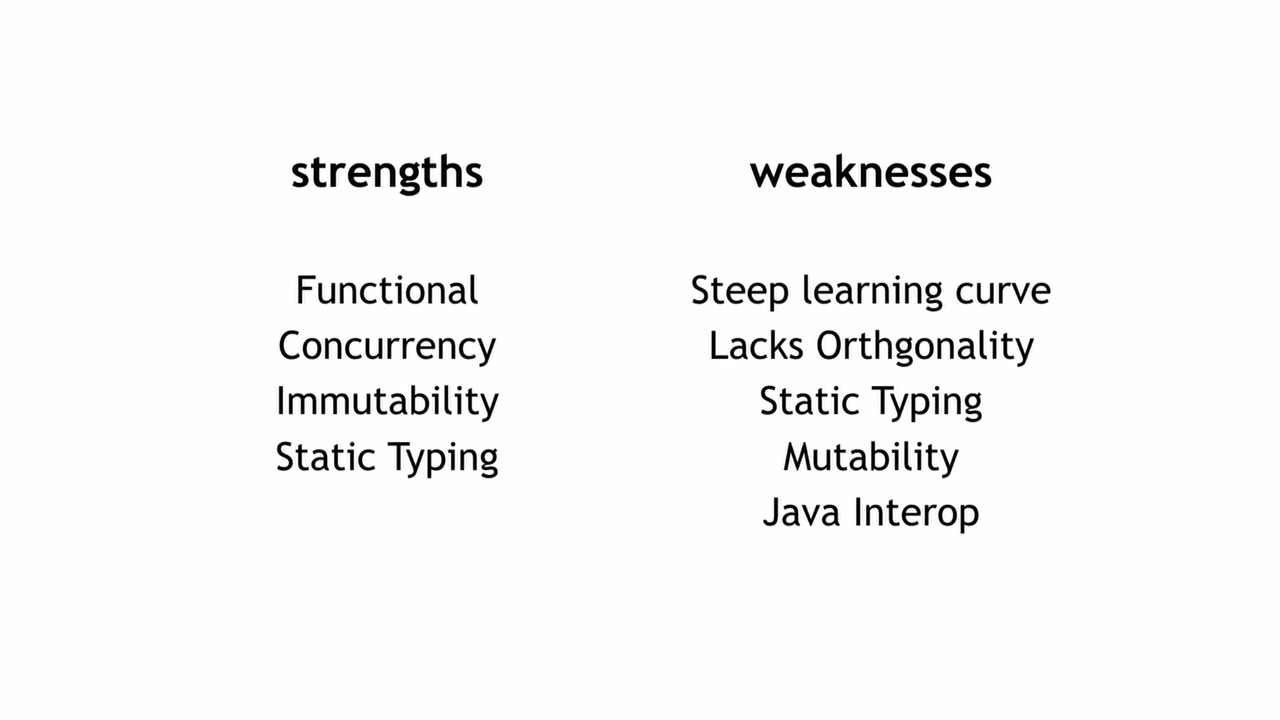 strengths
Functional
Concurrency
Immutability
Static Typing
weaknesses
Steep learning curve
Lacks Orthgonality
Static Typing
Mutability
Java Interop